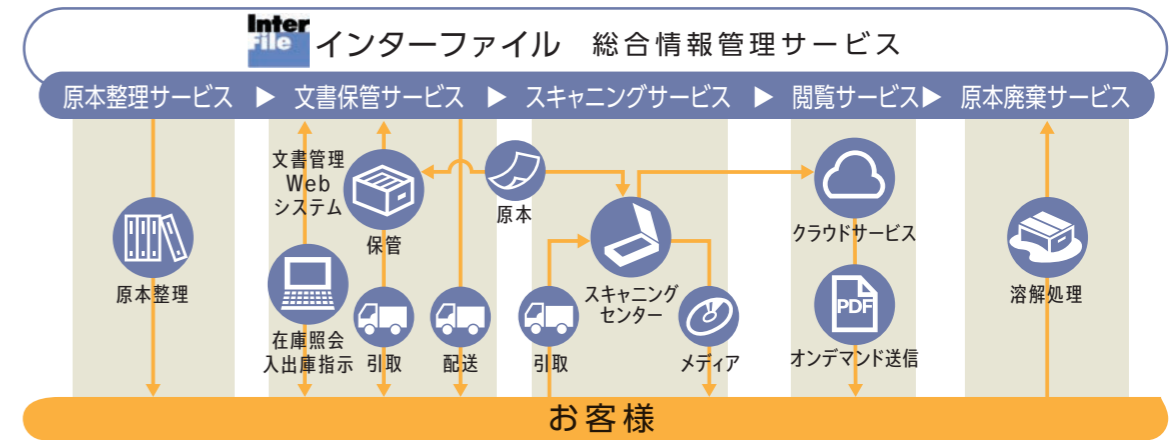 Inter
File
インターファイル 総合情報管理サービス
原本整理サービス ▶ 文書保管サービス ▶ スキャニングサービス ▶ 閲覧サービス ▶ 原本廃棄サービス
原本整理
文書管理
Web
システム
在庫照会
入出庫指示
保管
引取
配送
原本
スキャニング
センター
引取
メディア
クラウドサービス
PDF
オンデマンド送信
溶解処理
お客様